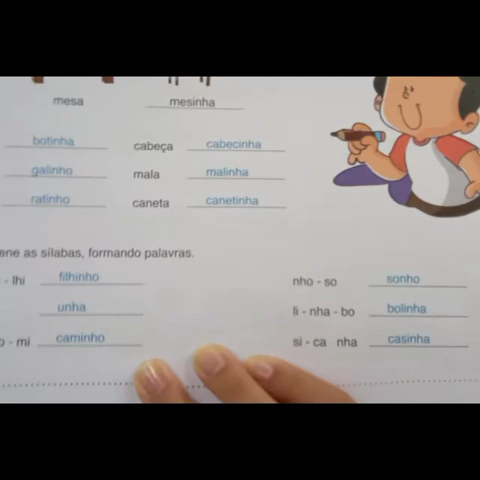 mesa mesinha
botinha cabeça cabecinha
galinho mala malinha
ratinho caneta canetinha
ene as sílabas, formando palavras.
- lhi filhinho nho - so sonho
unha li - nha - bo bolinha
o - mi caminho si - ca nha casinha